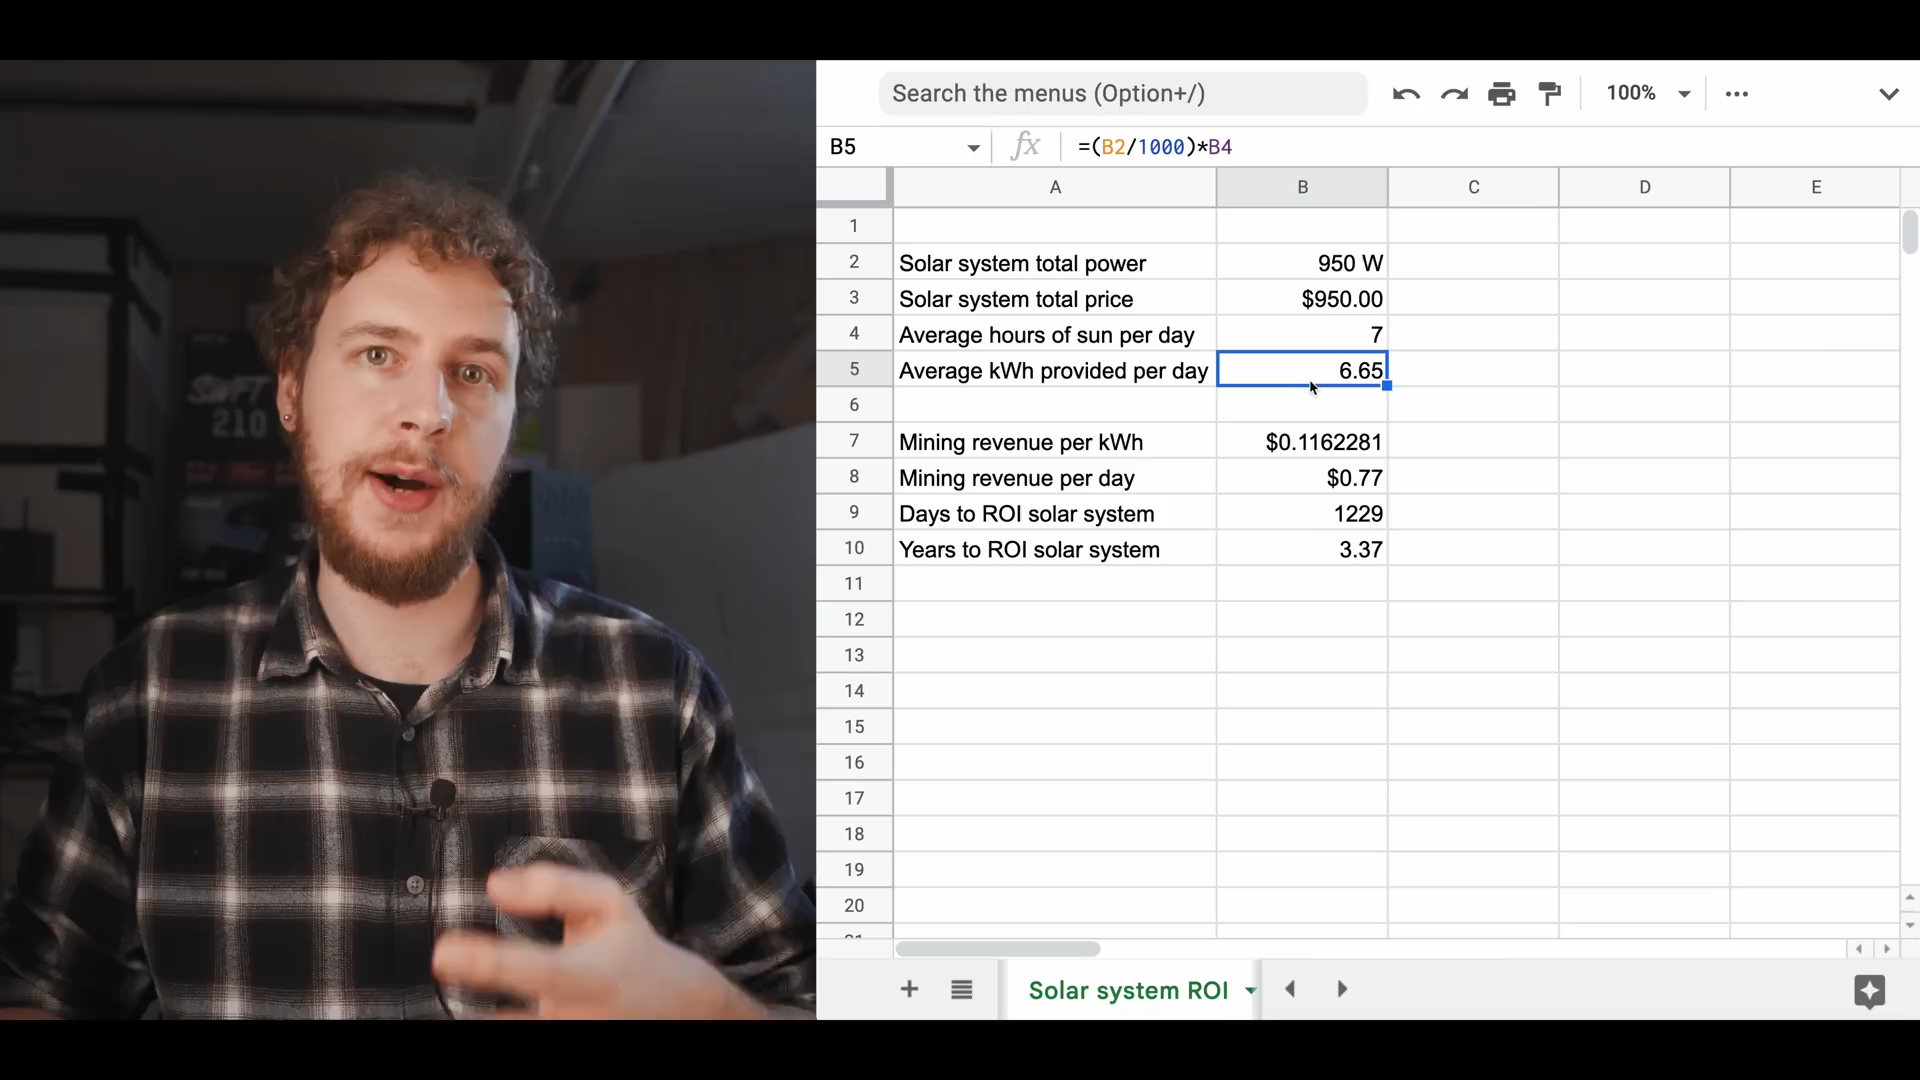 SWIFT
210
Search the menus (Option+/)
100%
B5
fx
=(B2/1000)*B4
A B C D E
1
2 Solar system total power 950 W
3 Solar system total price $950.00
4 Average hours of sun per day 7
5 Average kWh provided per day 6.65
6
7 Mining revenue per kWh $0.1162281
8 Mining revenue per day $0.77
9 Days to ROI solar system 1229
10 Years to ROI solar system 3.37
11
12
13
14
15
16
17
18
19
20
Solar system ROI